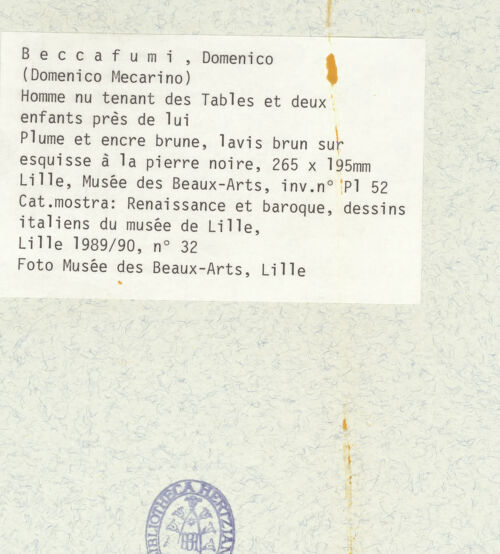 B e c c a f u m i , Domenico
(Domenico Mecarino)
Homme nu tenant des Tables et deux
enfants près de lui
Plume et encre brune, lavis brun sur
esquisse à la pierre noire, 265 x 195mm
Lille, Musée des Beaux-Arts, inv.n° Pl 52
Cat.mostra: Renaissance et baroque, dessins
italiens du musée de Lille,
Lille 1989/90, n° 32
Foto Musée des Beaux-Arts, Lille
BIBLIOTHECA HERTZIAN